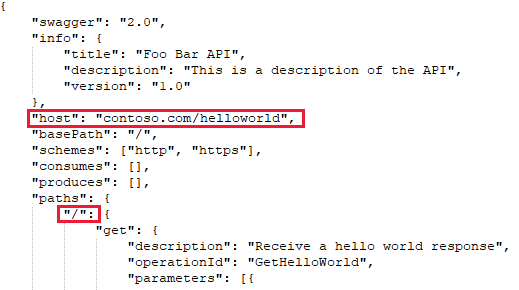 {
"swagger": "2.0",
"info": {
"title": "Foo Bar API",
"description": "This is a description of the API",
"version": "1.0"
},
"host": "contoso.com/helloworld",
"basePath": "/",
"schemes": ["http", "https"],
"consumes": [],
"produces": [],
"paths": {
"/": {
"get": {
"description": "Receive a hello world response",
"operationId": "GetHelloWorld",
"parameters": [{